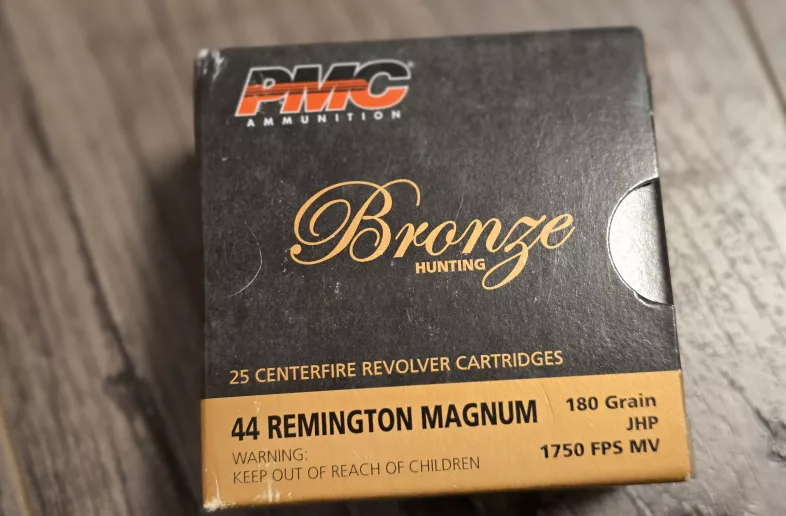 PMC
AMMUNITION
Bronze
HUNTING
25 CENTERFIRE REVOLVER CARTRIDGES
44 REMINGTON MAGNUM
180 Grain
JHP
1750 FPS MV
WARNING:
KEEP OUT OF REACH OF CHILDREN